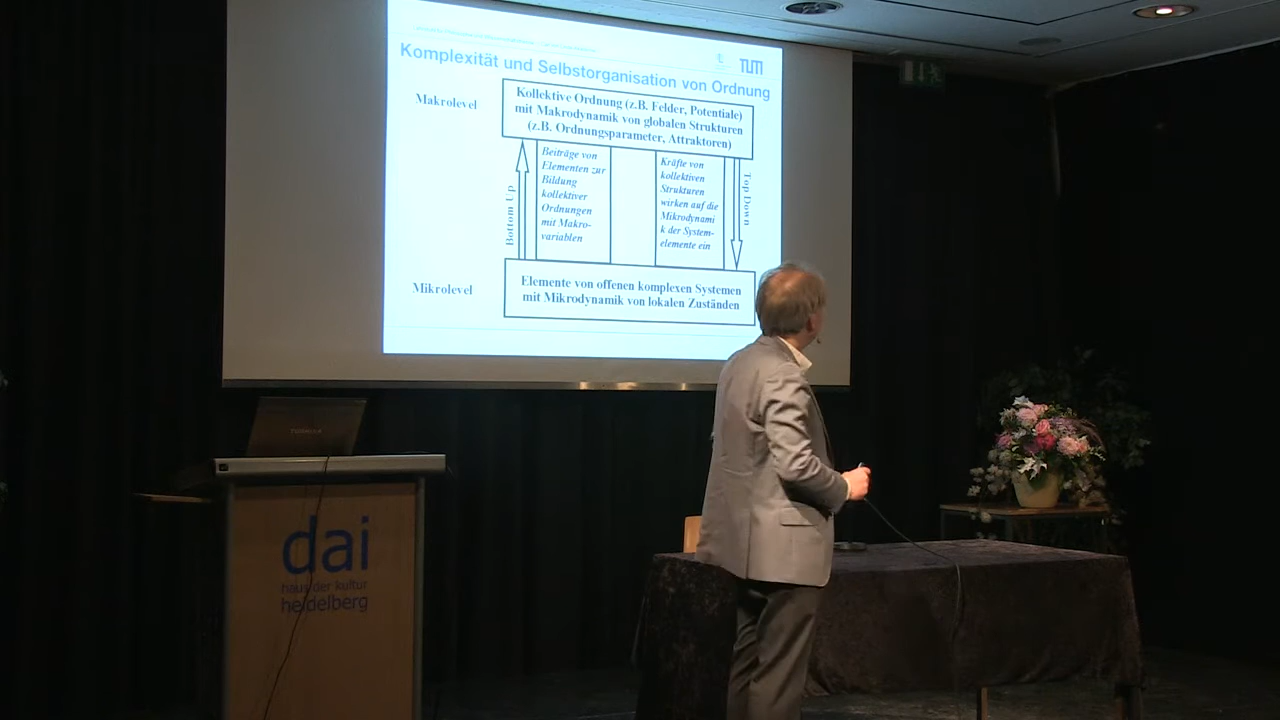 TUM
Komplexität und Selbstorganisation von Ordnung
Makrolevel
Kollektive Ordnung (z.B. Felder, Potentiale)
mit Makrodynamik von globalen Strukturen
(z.B. Ordnungsparameter, Attraktoren)
Bottom Up
Beiträge von
Elementen zur
Bildung
kollektiver
Ordnungen
mit Makro-
variablen
Kräfte von
kollektiven
Strukturen
wirken auf die
Mikrodynami
k der System-
elemente ein
Top Down
Mikrolevel
Elemente von offenen komplexen Systemen
mit Mikrodynamik von lokalen Zuständen
TOSHIBA
dai
haus der kultur
heidelberg